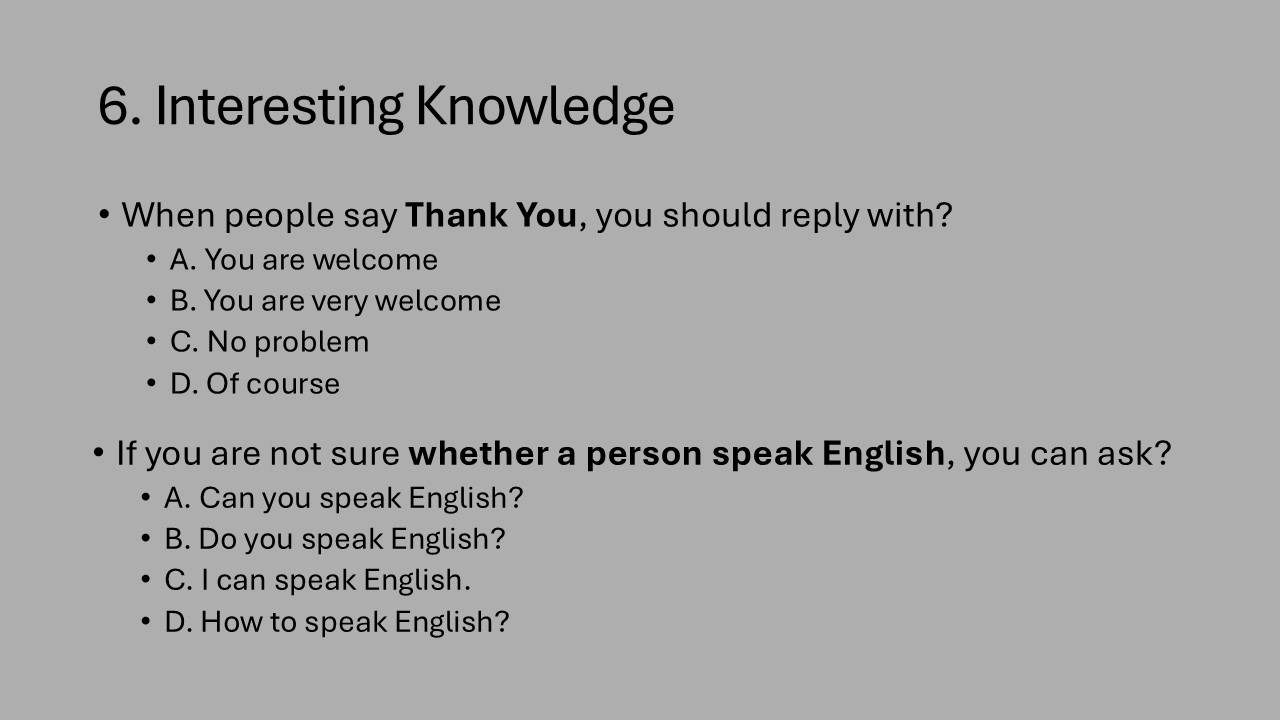 6. Interesting Knowledge
• When people say Thank You, you should reply with?
• A. You are welcome
• B. You are very welcome
• C. No problem
• D. Of course
• If you are not sure whether a person speak English, you can ask?
• A. Can you speak English?
• B. Do you speak English?
• C. I can speak English.
• D. How to speak English?